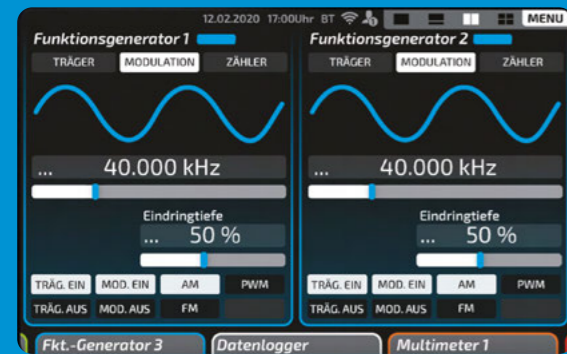 12.02.2020 17:00Uhr BT MENU
Funktionsgenerator 1
TRÄGER MODULATION ZÄHLER
... 40.000 kHz
Eindringtiefe
... 50 %
TRÄG. EIN MOD. EIN AM PWM
TRÄG. AUS MOD. AUS FM
Funktionsgenerator 2
TRÄGER MODULATION ZÄHLER
... 40.000 kHz
Eindringtiefe
... 50 %
TRÄG. EIN MOD. EIN AM PWM
TRÄG. AUS MOD. AUS FM
Fkt.-Generator 3 Datenlogger Multimeter 1